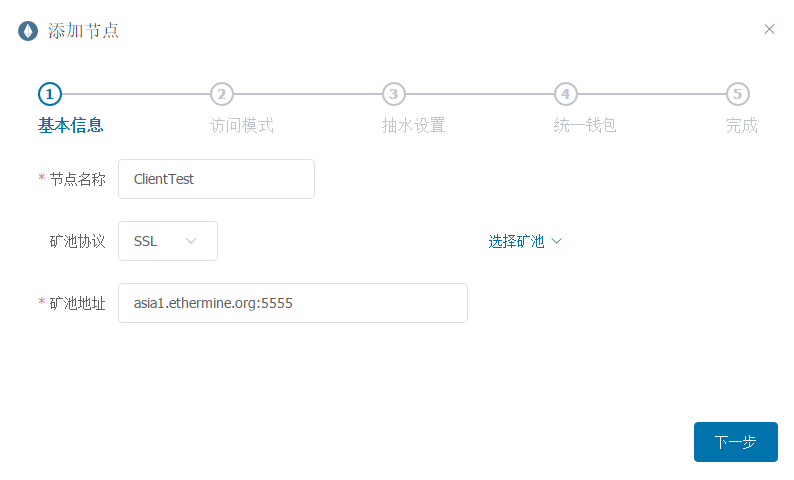 添加节点
1 2 3 4 5
基本信息 访问模式 抽水设置 统一钱包 完成
* 节点名称 ClientTest
矿池协议 SSL 选择矿池
* 矿池地址 asia1.ethermine.org:5555
下一步